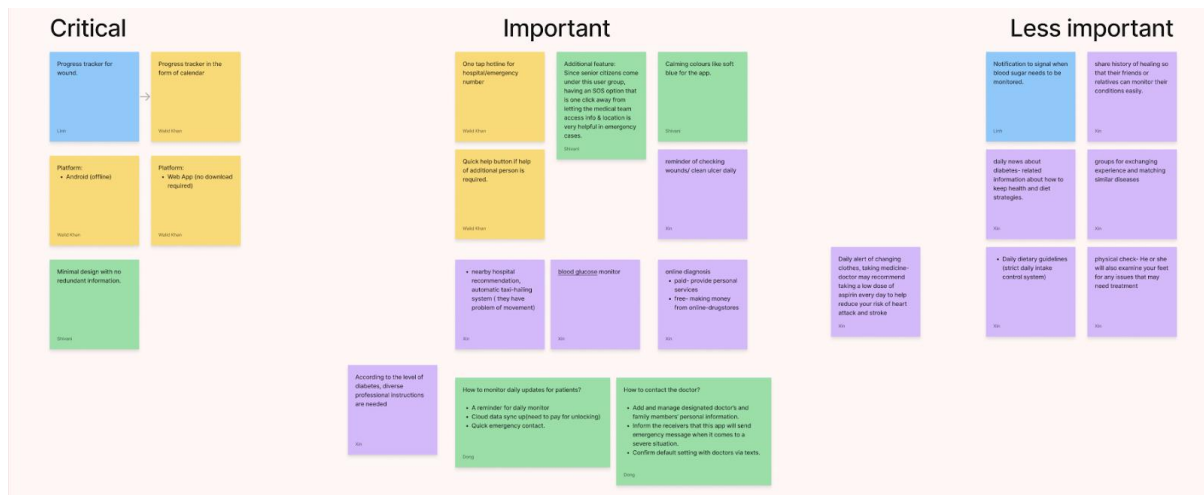 Critical
Important
Less important
Progress tracker for
wound.
Linh
Progress tracker in the
form of calendar
Walid Khan
Platform:
• Android (offline)
Walid Khan
Platform:
• Web App (no download
required)
Walid Khan
Minimal design with no
redundant information.
Shivani
One tap hotline for
hospital/emergency
number
Walid Khan
Additional feature:
Since senior citizens come
under this user group,
having an SOS option that
is one click away from
letting the medical team
access info & location is
very helpful in emergency
cases.
Shivani
Calming colours like soft
blue for the app.
Shivani
Quick help button if help
of additional person is
required.
Walid Khan
reminder of checking
wounds/ clean ulcer daily
Xin
• nearby hospital
recommendation,
automatic taxi-hailing
system ( they have
problem of movement)
Xin
blood glucose monitor
Xin
online diagnosis
• paid- provide personal
services
• free- making money
from online-drugstores
Xin
According to the level of
diabetes, diverse
professional instructions
are needed
Xin
How to monitor daily updates for patients?
• A reminder for daily monitor
• Cloud data sync up(need to pay for unlocking)
• Quick emergency contact.
Dong
How to contact the doctor?
• Add and manage designated doctor's and
family members' personal information.
• Inform the receivers that this app will send
emergency message when it comes to a
severe situation.
• Confirm default setting with doctors via texts.
Dong
Daily alert of changing
clothes, taking medicine-
doctor may recommend
taking a low dose of
aspirin every day to help
reduce your risk of heart
attack and stroke
Xin
Notification to signal when
blood sugar needs to be
monitored.
Linh
share history of healing so
that their friends or
relatives can monitor their
conditions easily.
Xin
daily news about
diabetes- related
information about how to
keep health and diet
strategies.
Xin
groups for exchanging
experience and matching
similar diseases
Xin
• Daily dietary guidelines
(strict daily intake
control system)
Xin
physical check- He or she
will also examine your feet
for any issues that may
need treatment
Xin